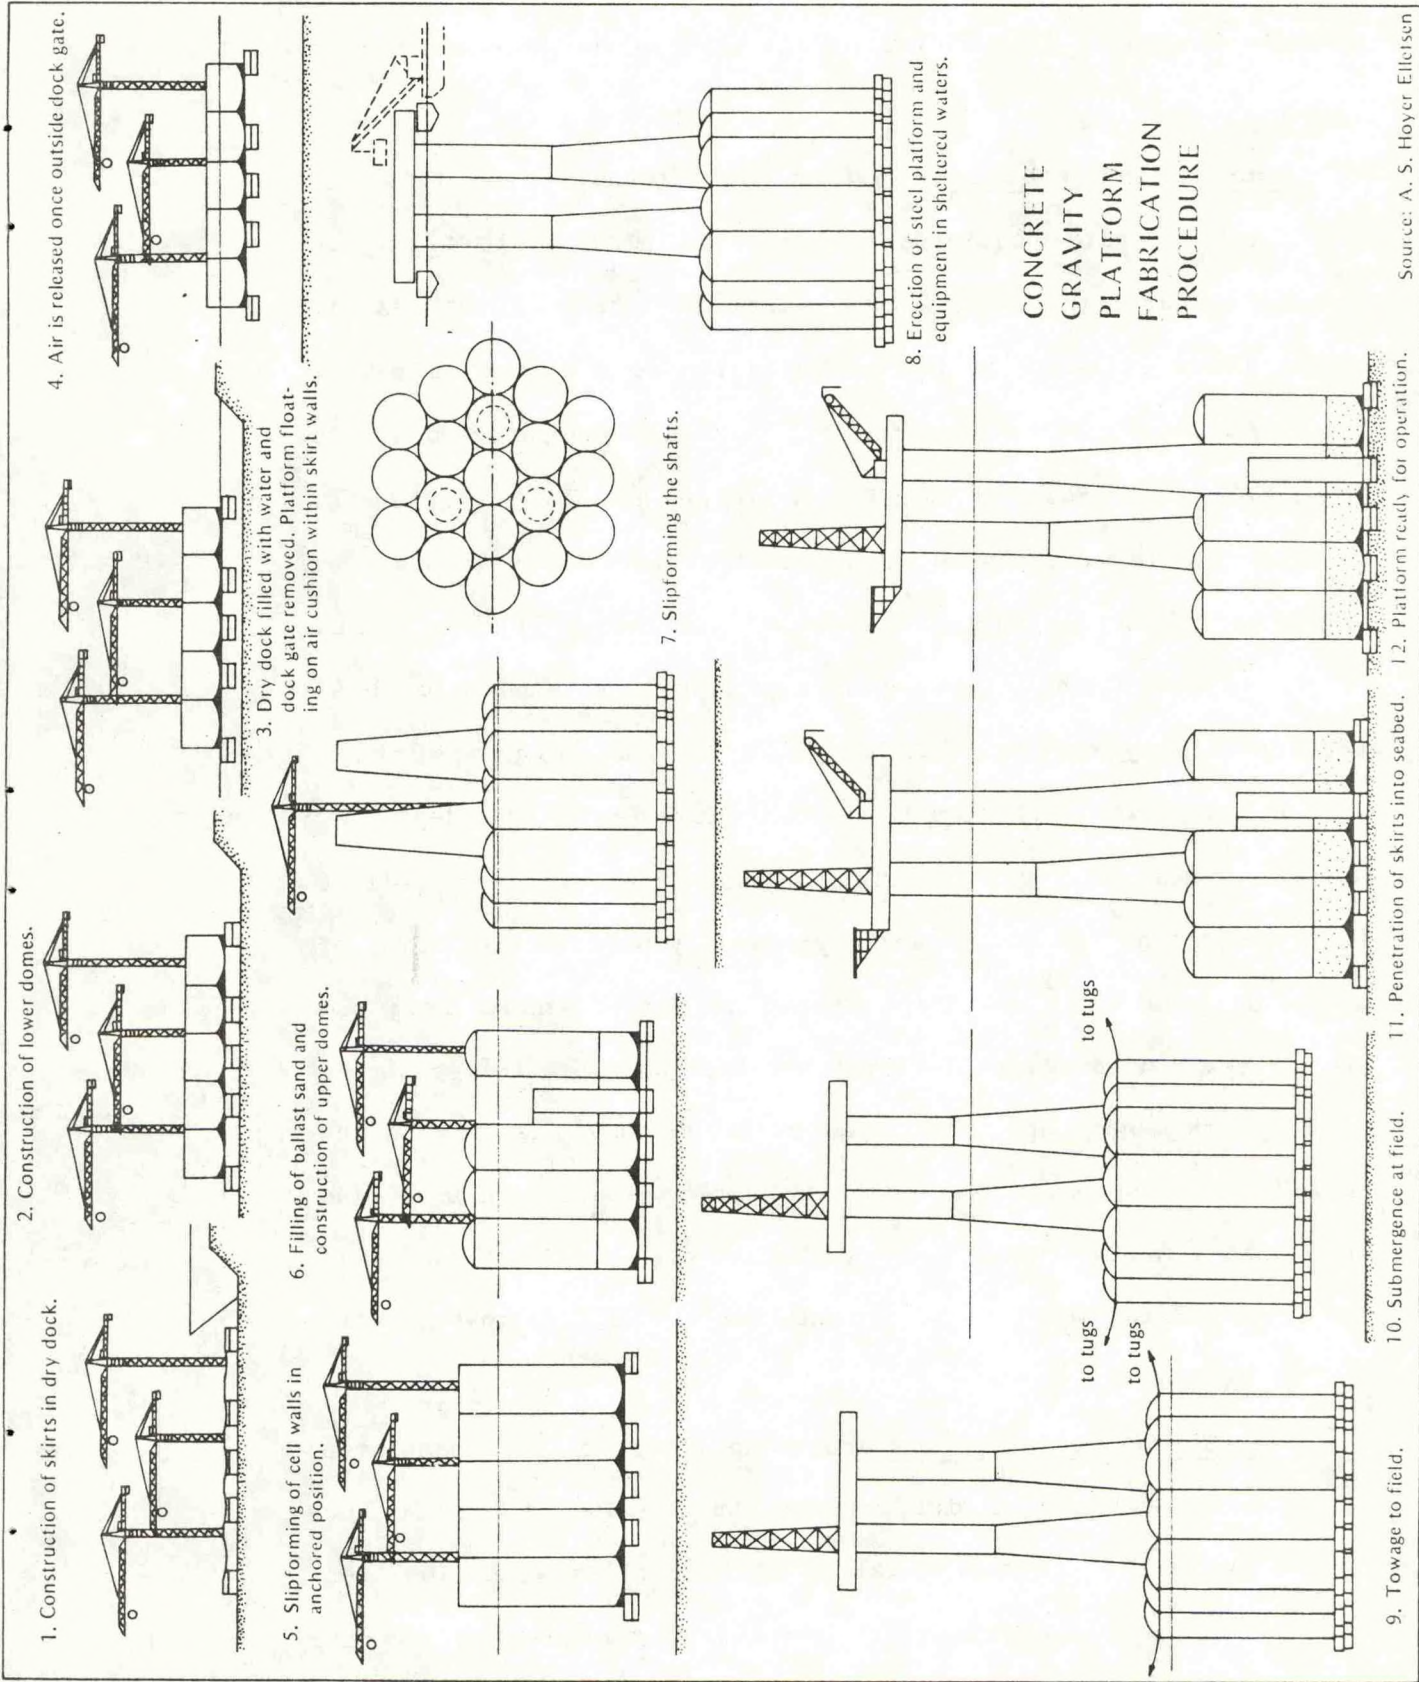 1. Construction of skirts in dry dock.
2. Construction of lower domes.
3. Dry dock filled with water and
dock gate removed. Platform float-
ing on air cushion within skirt walls.
4. Air is released once outside dock gate.
5. Slipforming of cell walls in
anchored position.
6. Filling of ballast sand and
construction of upper domes.
7. Slipforming the shafts.
8. Erection of steel platform and
equipment in sheltered waters.
to tugs
to tugs
to tugs
9. Towage to field.
10. Submergence at field.
11. Penetration of skirts into seabed.
12. Platform ready for operation.
CONCRETE
GRAVITY
PLATFORM
FABRICATION
PROCEDURE
Source: A. S. Hoyer Ellefsen